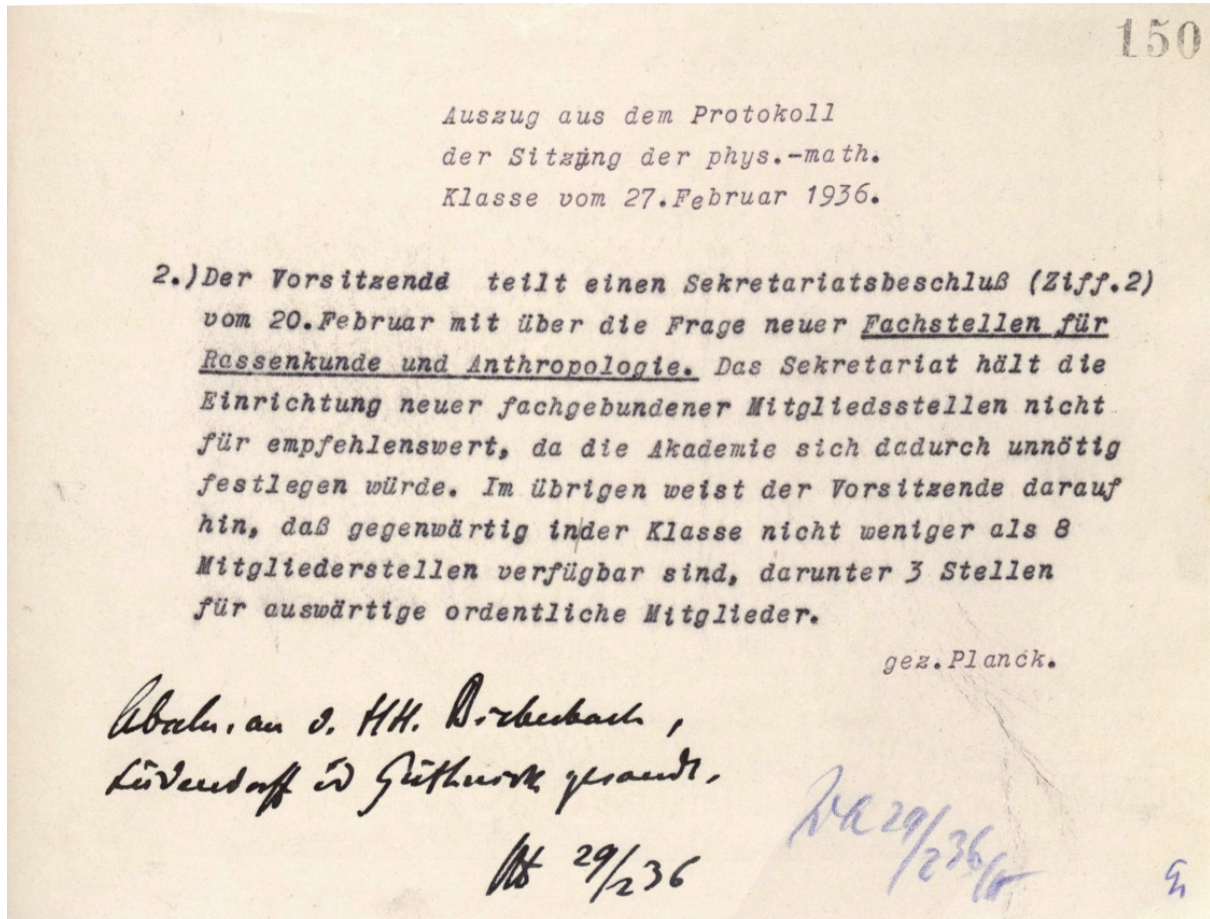 150
Auszug aus dem Protokoll
der Sitzung der phys.-math.
Klasse vom 27.Februar 1936.
2.)Der Vorsitzende teilt einen Sekretariatsbeschluß (Ziff.2)
vom 20.Februar mit über die Frage neuer Fachstellen für
Rassenkunde und Anthropologie. Das Sekretariat hält die
Einrichtung neuer fachgebundener Mitgliedsstellen nicht
für empfehlenswert, da die Akademie sich dadurch unnötig
festlegen würde. Im übrigen weist der Vorsitzende darauf
hin, daß gegenwärtig in/der Klasse nicht weniger als 8
Mitgliederstellen verfügbar sind, darunter 3 Stellen
für auswärtige ordentliche Mitglieder.
gez.Planck.
an d. HH. Bieberbach,
Ludendorff Guthnick gesandt.
29/2 36
29/2 36